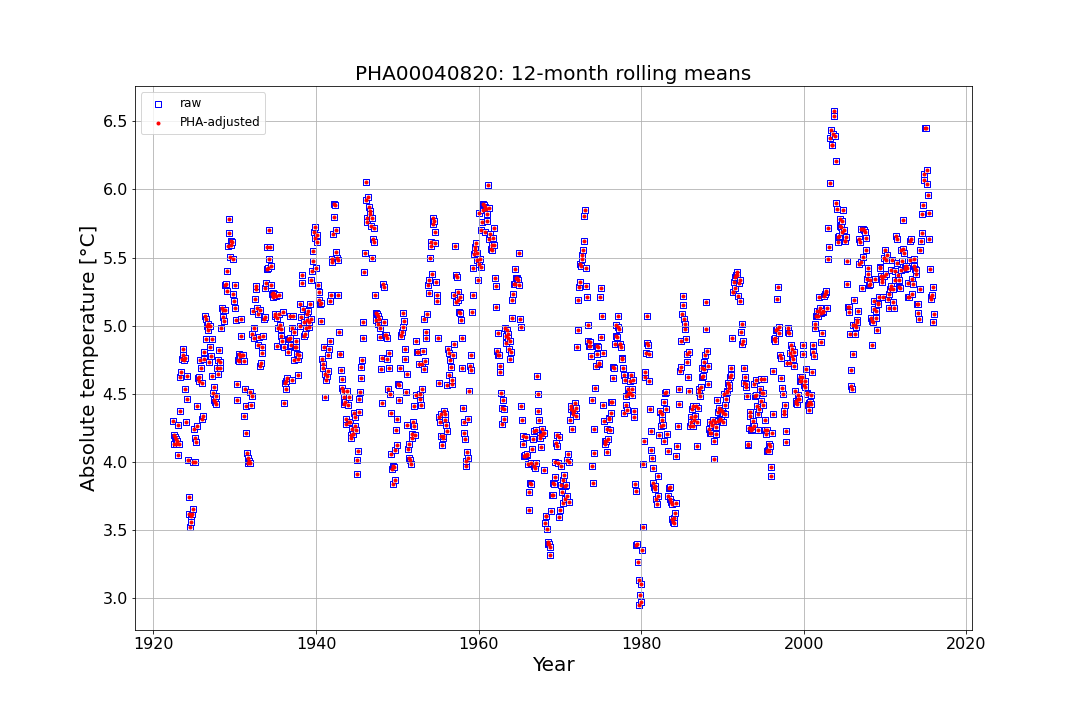 PHA00040820: 12-month rolling means
raw
PHA-adjusted
Absolute temperature [°C]
6.5
6.0
5.5
5.0
4.5
4.0
3.5
3.0
1920 1940 1960 1980 2000 2020
Year